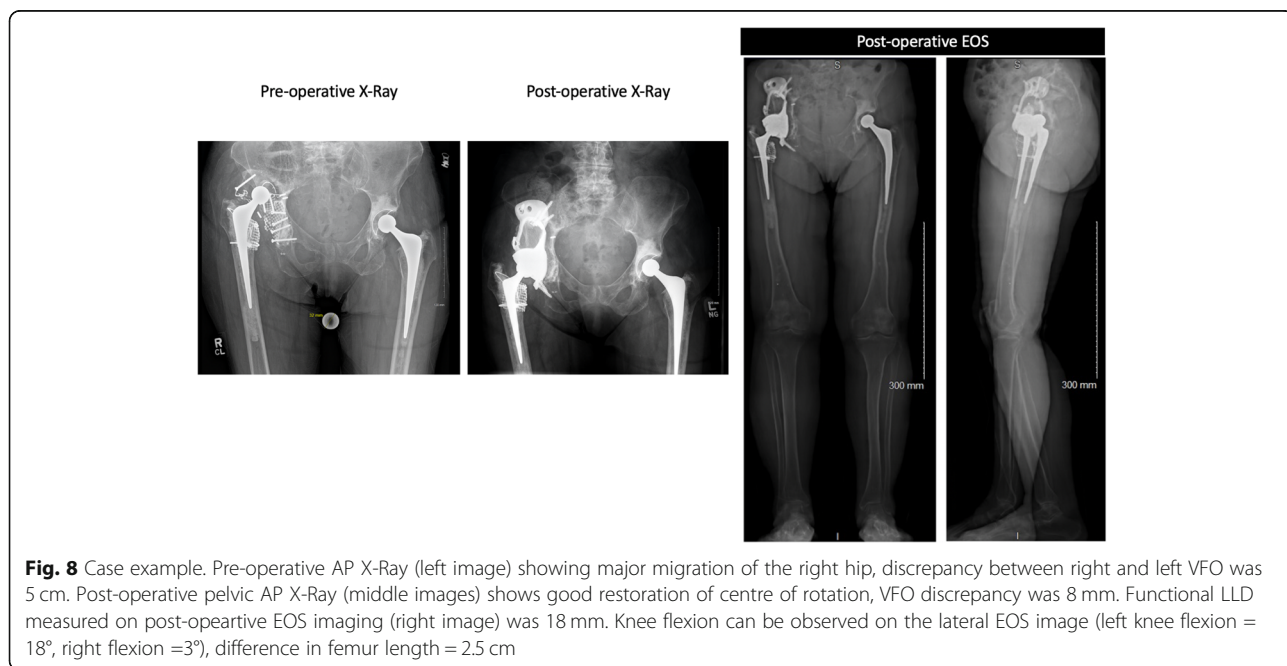 Post-operative EOS
Pre-operative X-Ray
Post-operative X-Ray
S
S
32 mm
R
CL
L
NG
300 mm
300 mm
I
I
Fig. 8 Case example. Pre-operative AP X-Ray (left image) showing major migration of the right hip, discrepancy between right and left VFO was
5 cm. Post-operative pelvic AP X-Ray (middle images) shows good restoration of centre of rotation, VFO discrepancy was 8 mm. Functional LLD
measured on post-opeartive EOS imaging (right image) was 18 mm. Knee flexion can be observed on the lateral EOS image (left knee flexion =
18°, right flexion =3°), difference in femur length = 2.5 cm